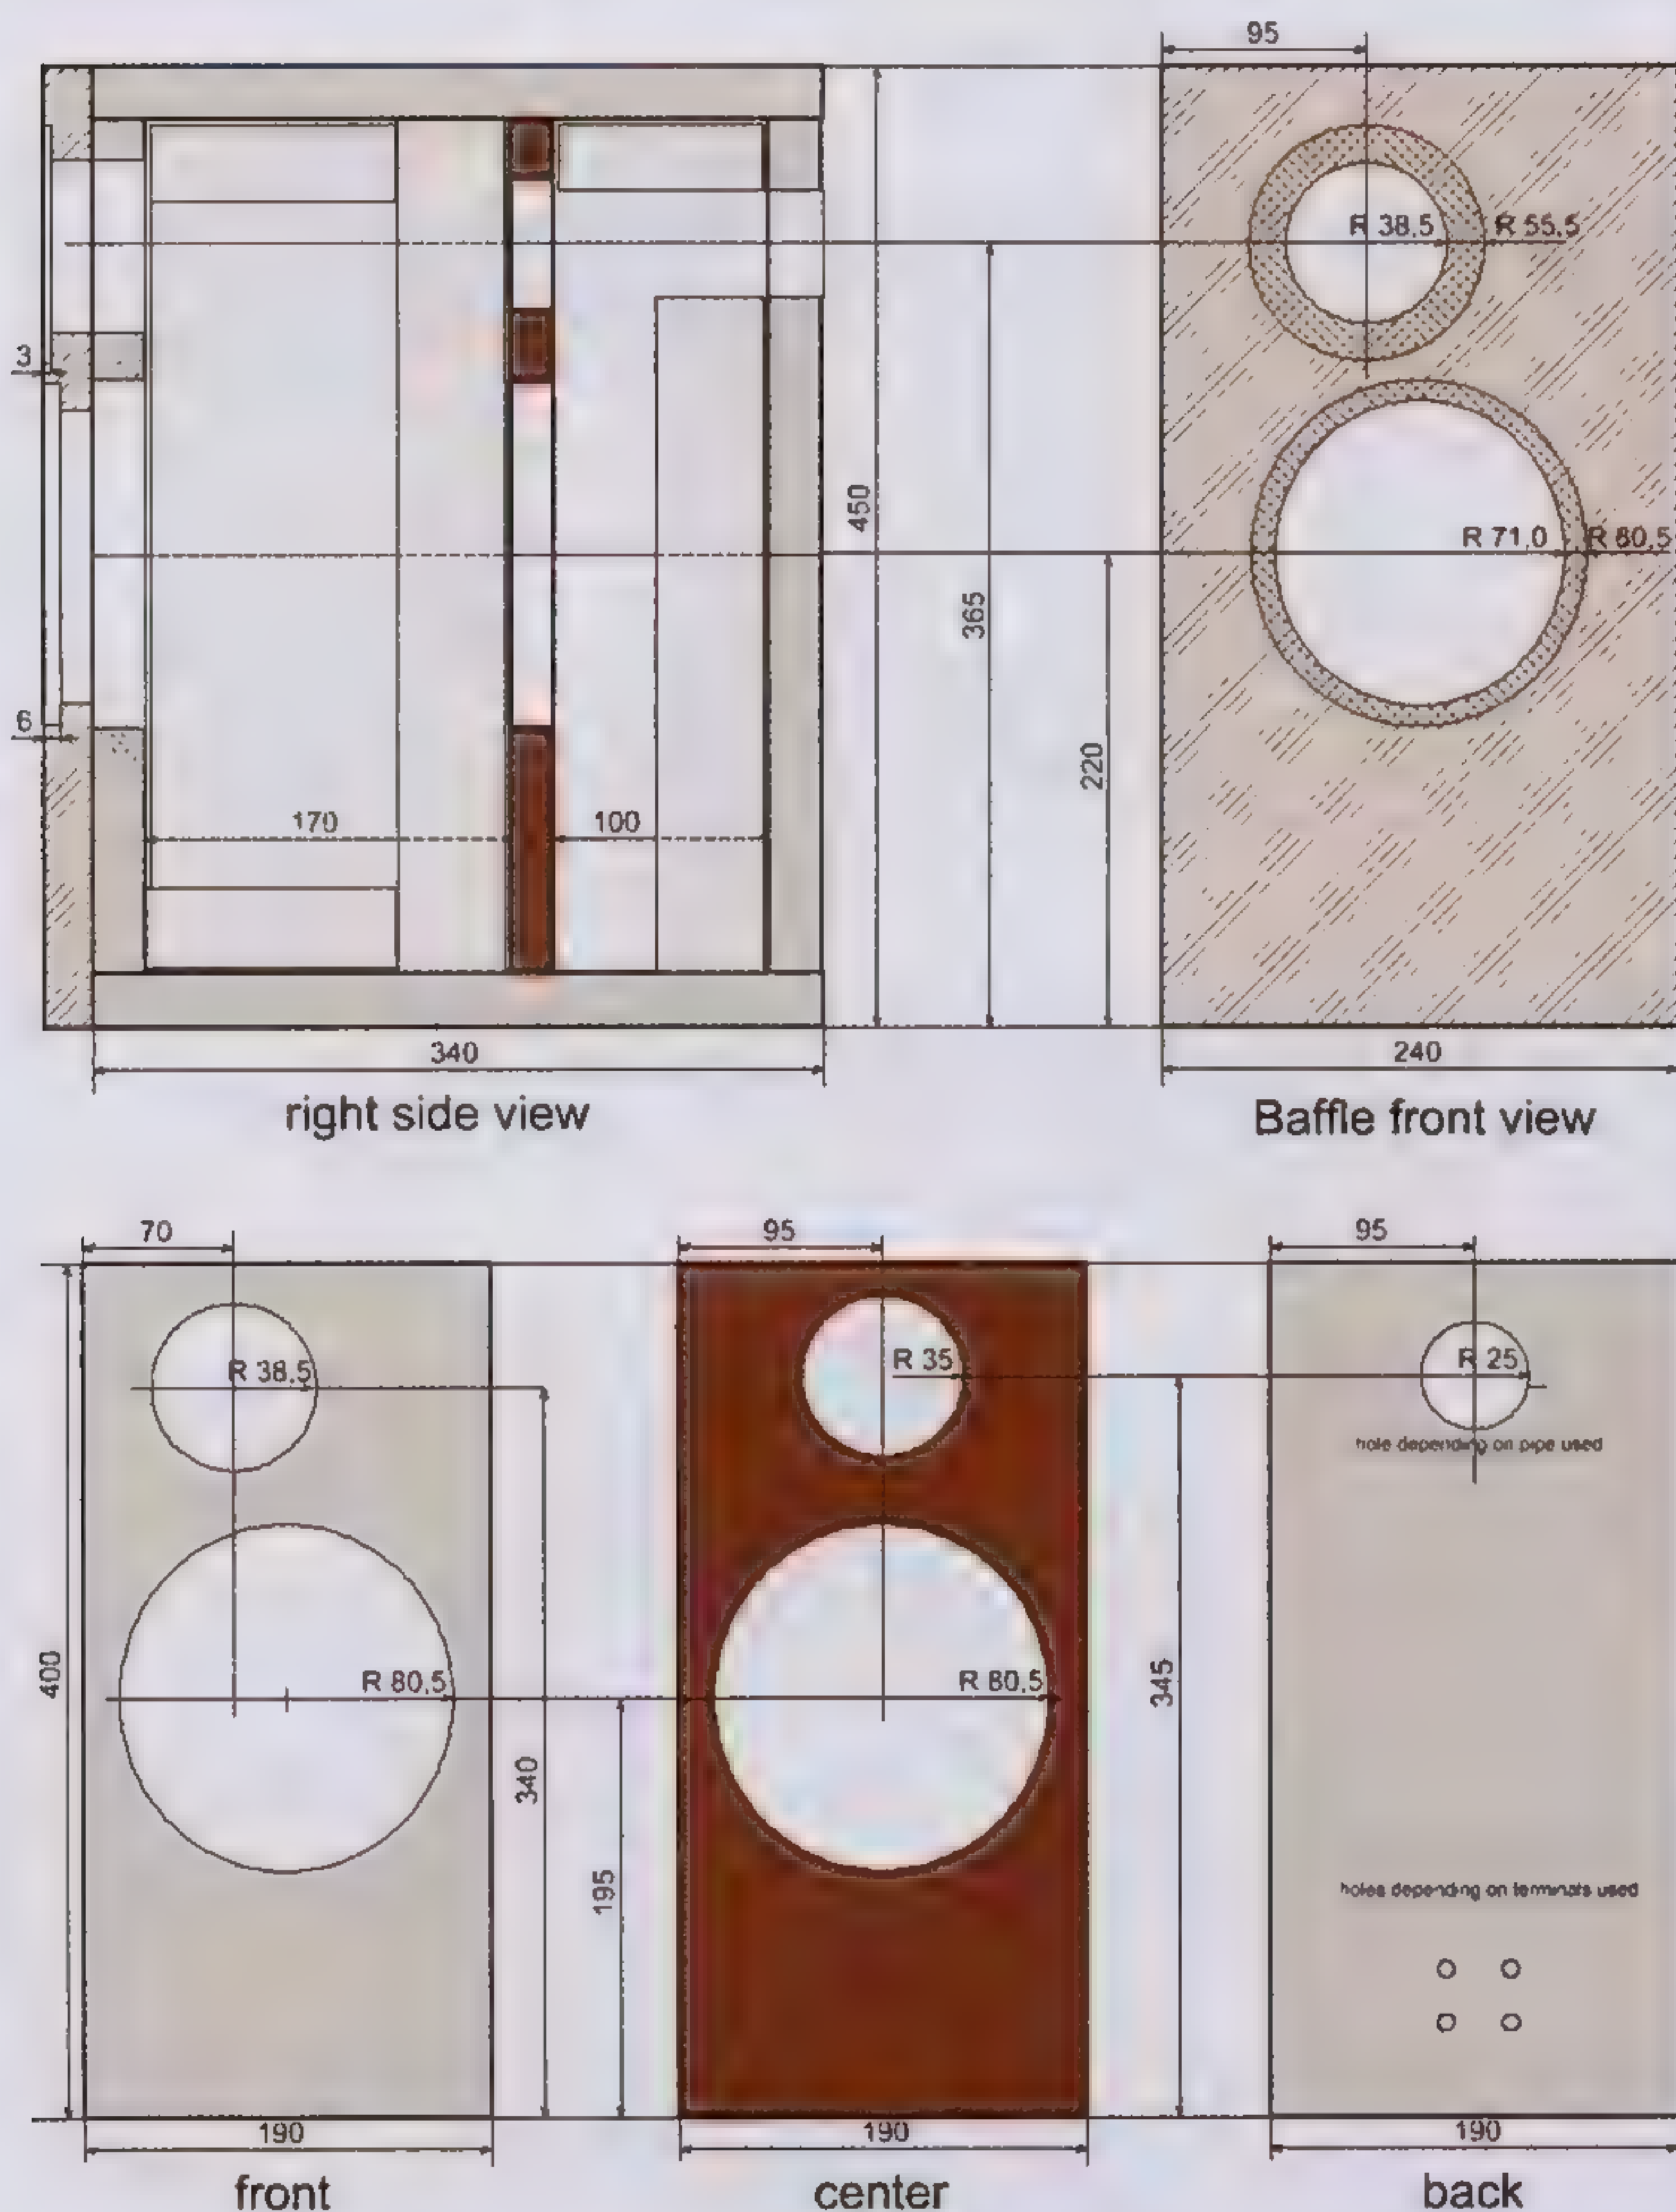 95
R 38,5
R 55,5
3
450
R 71,0
R 80,5
365
6
220
170
100
340
240
right side view
Baffle front view
70
95
95
R 38,5
R 35
R 25
hole depending on pipe used
400
R 80,5
R 80,5
345
340
195
holes depending on terminals used
190
190
190
front
center
back